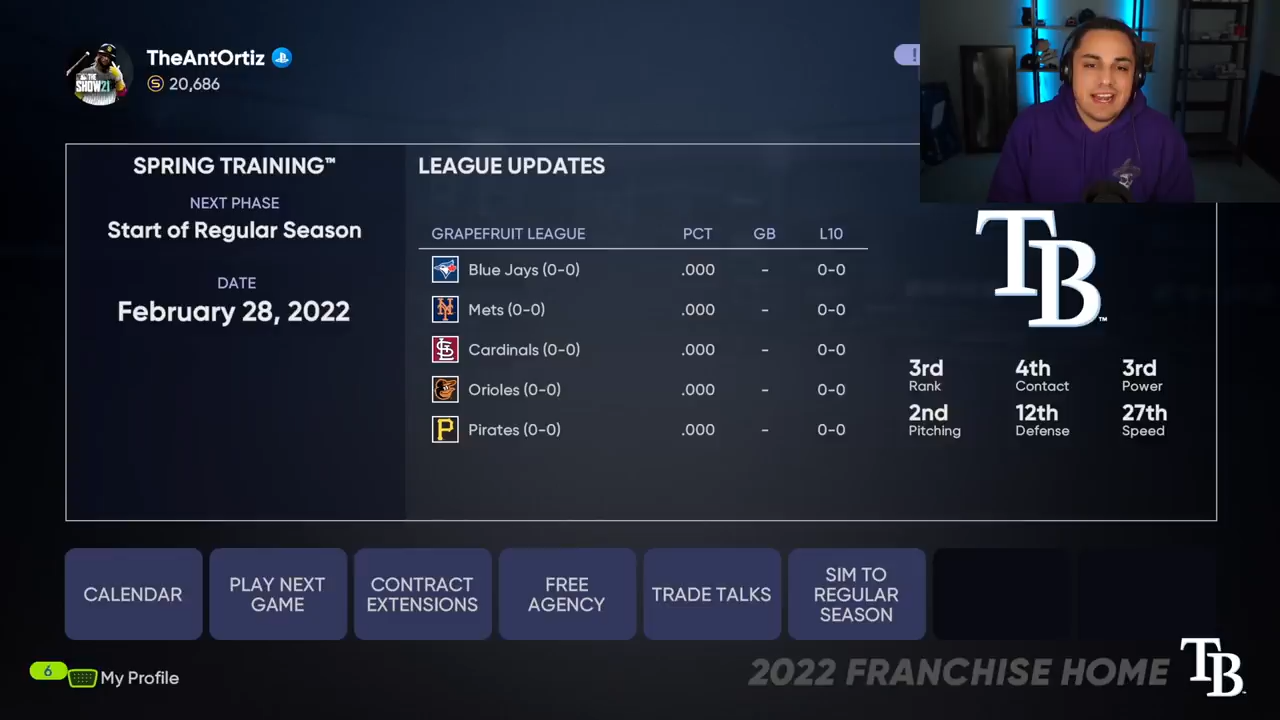 TheAntOrtiz
S 20,686
THE SHOW21
!
SPRING TRAINING™
NEXT PHASE
Start of Regular Season
DATE
February 28, 2022
LEAGUE UPDATES
GRAPEFRUIT LEAGUE PCT GB L10
Blue Jays (0-0) .000 - 0-0
Mets (0-0) .000 - 0-0
Cardinals (0-0) .000 - 0-0
Orioles (0-0) .000 - 0-0
P Pirates (0-0) .000 - 0-0
TB™
3rd 4th 3rd
Rank Contact Power
2nd 12th 27th
Pitching Defense Speed
CALENDAR
PLAY NEXT GAME
CONTRACT EXTENSIONS
FREE AGENCY
TRADE TALKS
SIM TO REGULAR SEASON
6 My Profile
2022 FRANCHISE HOME TB